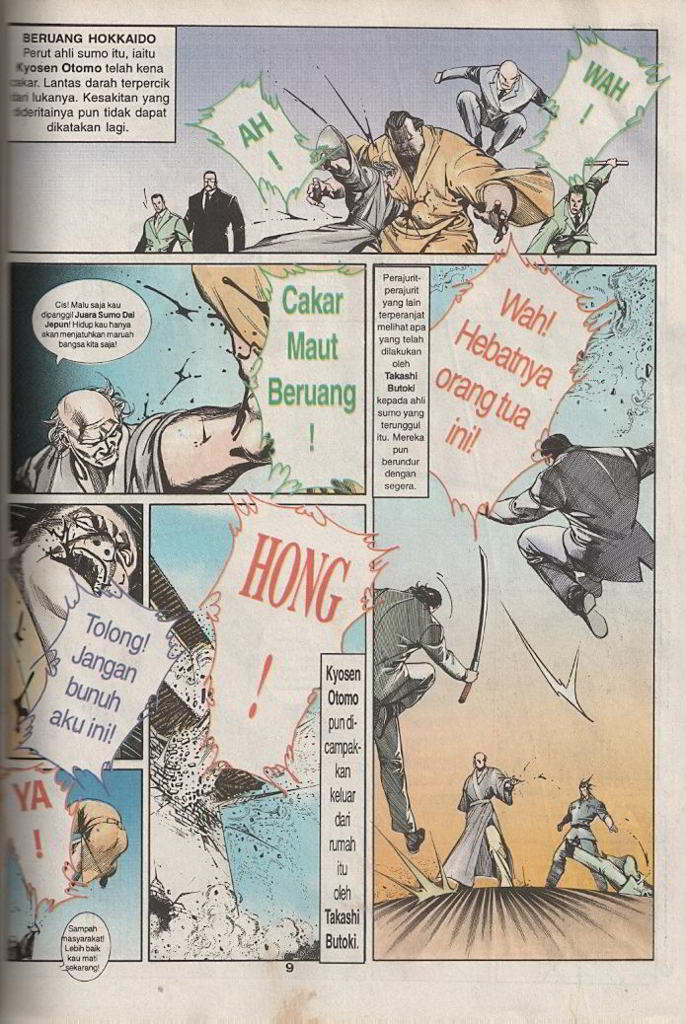 BERUANG HOKKAIDO
Perut ahli sumo itu, iaitu
Kyosen Otomo telah kena
cakar. Lantas darah terpercik
dari lukanya. Kesakitan yang
dideritainya pun tidak dapat
dikatakan lagi.
AH
!
WAH
!
Cis! Malu saja kau
dipanggil Juara Sumo Dai
Jepun! Hidup kau hanya
akan menjatuhkan maruah
bangsa kita saja!
Cakar
Maut
Beruang
!
Perajurit-
perajurit
yang lain
terperanjat
melihat apa
yang telah
dilakukan
oleh
Takashi
Butoki
kepada ahli
sumo yang
terunggul
itu. Mereka
pun
berundur
dengan
segera.
Wah!
Hebatnya
orang tua
ini!
Tolong!
Jangan
bunuh
aku ini!
HONG
!
Kyosen
Otomo
pun di-
campak-
kan
keluar
dari
rumah
itu
oleh
Takashi
Butoki.
YA
!
Sampah
masyarakat!
Lebih baik
kau mati
sekarang!
9